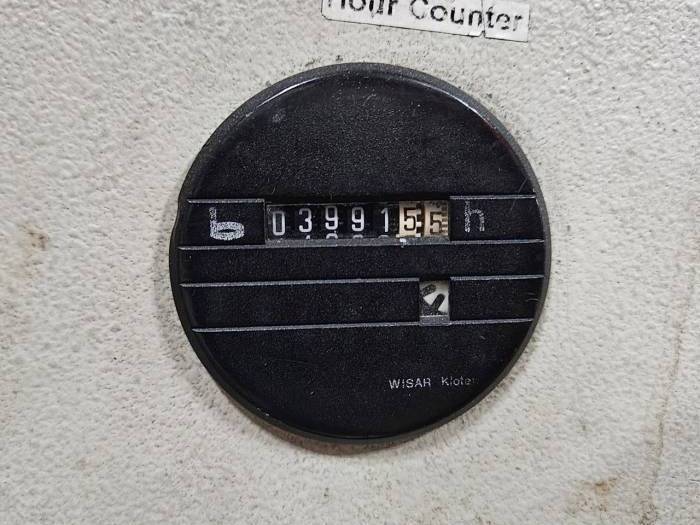 Hour Counter
b 0399155 h
WISAR Kloten